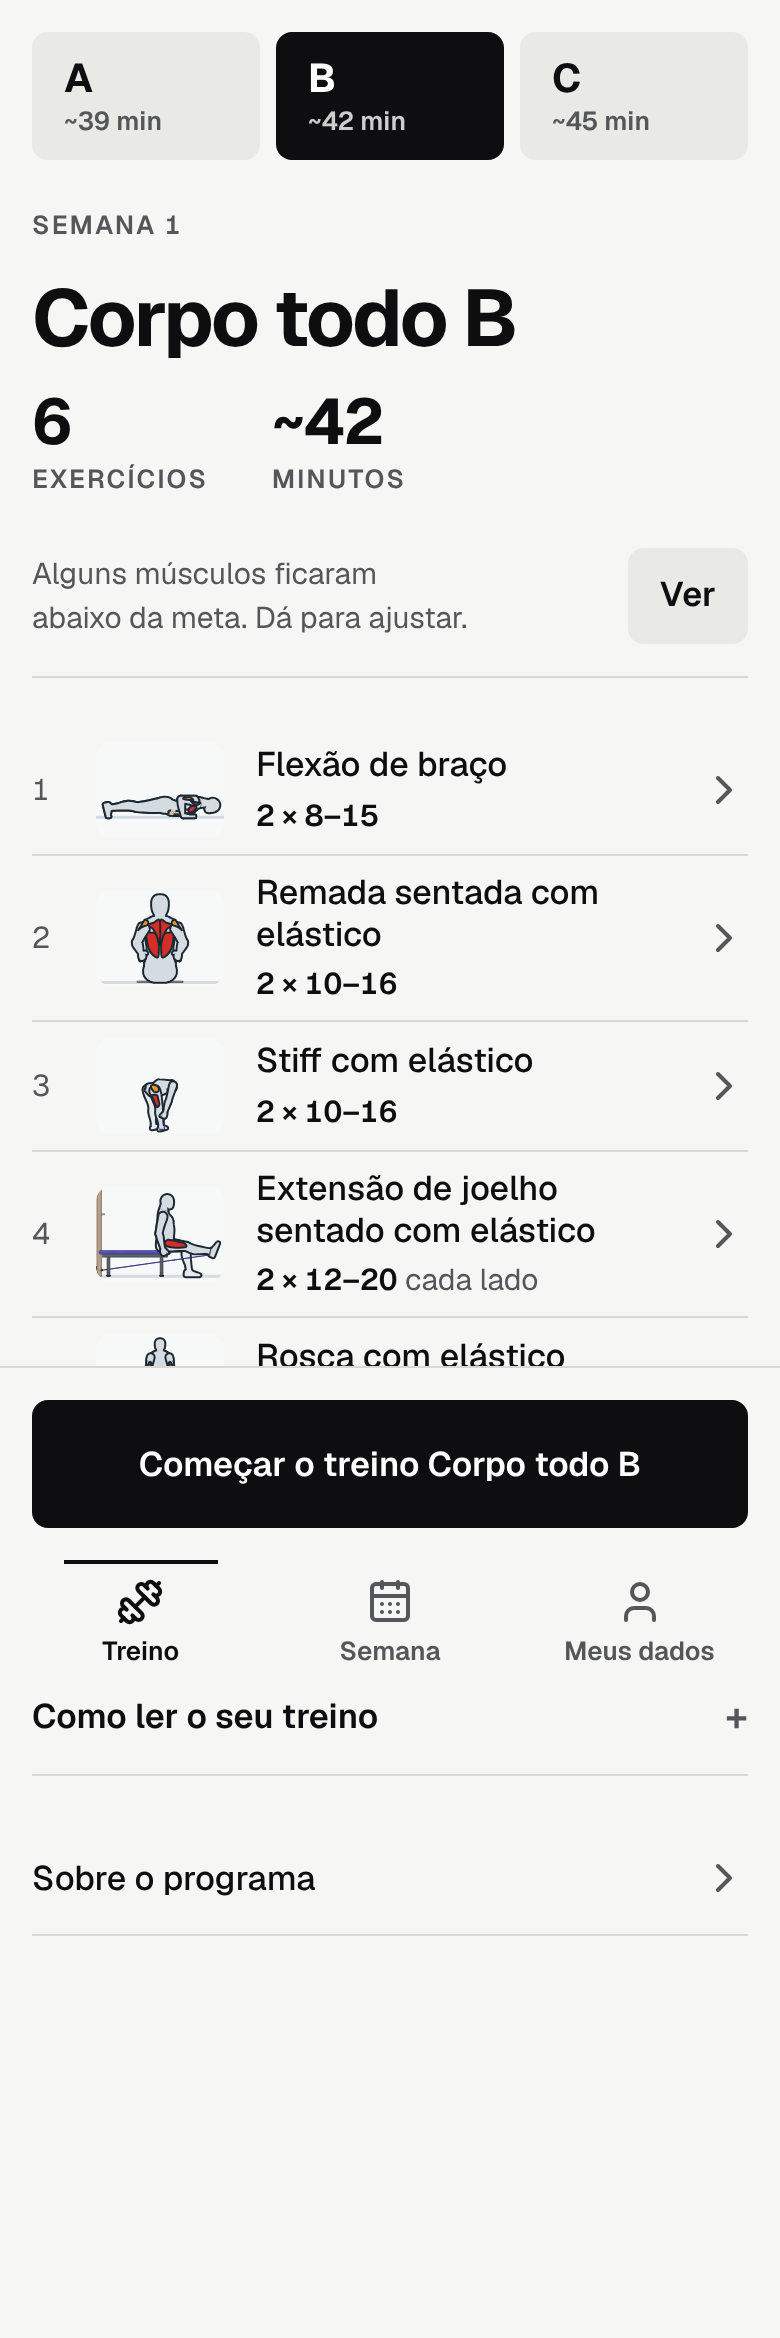 A
~39 min
B
~42 min
C
~45 min
SEMANA 1
Corpo todo B
6
EXERCÍCIOS
~42
MINUTOS
Alguns músculos ficaram
abaixo da meta. Dá para ajustar.
Ver
1
Flexão de braço
2 × 8–15
2
Remada sentada com
elástico
2 × 10–16
3
Stiff com elástico
2 × 10–16
4
Extensão de joelho
sentado com elástico
2 × 12–20 cada lado
Rosca com elástico
Começar o treino Corpo todo B
Treino
Semana
Meus dados
Como ler o seu treino
+
Sobre o programa